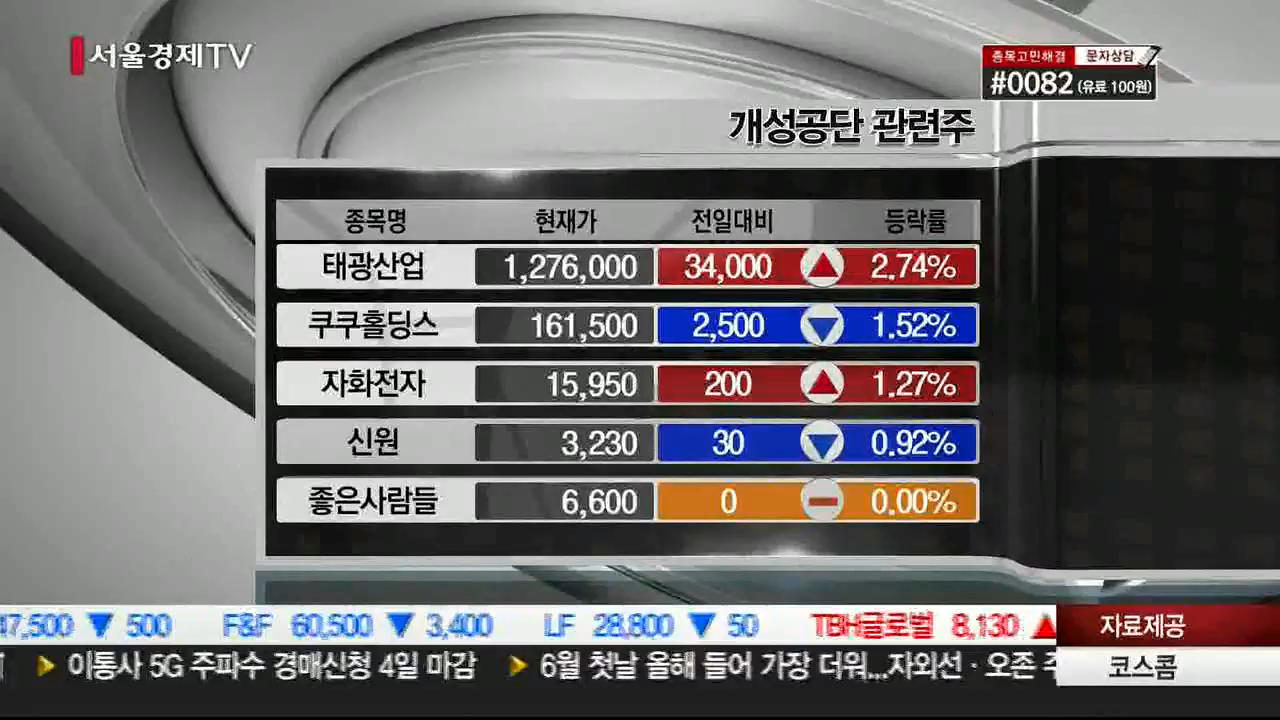 서울경제TV
종목고민해결 문자상담
#0082 (유료 100원)
개성공단 관련주
종목명 현재가 전일대비 등락률
태광산업 1,276,000 34,000 ▲ 2.74%
쿠쿠홀딩스 161,500 2,500 ▼ 1.52%
자화전자 15,950 200 ▲ 1.27%
신원 3,230 30 ▼ 0.92%
좋은사람들 6,600 0 0.00%
47,500 ▼ 500 F&F 60,500 ▼ 3,400 LF 28,800 ▼ 50 TBH글로벌 8,130 ▲
자료제공
이통사 5G 주파수 경매신청 4일 마감 6월 첫날 올해 들어 가장 더워...자외선·오존
코스콤